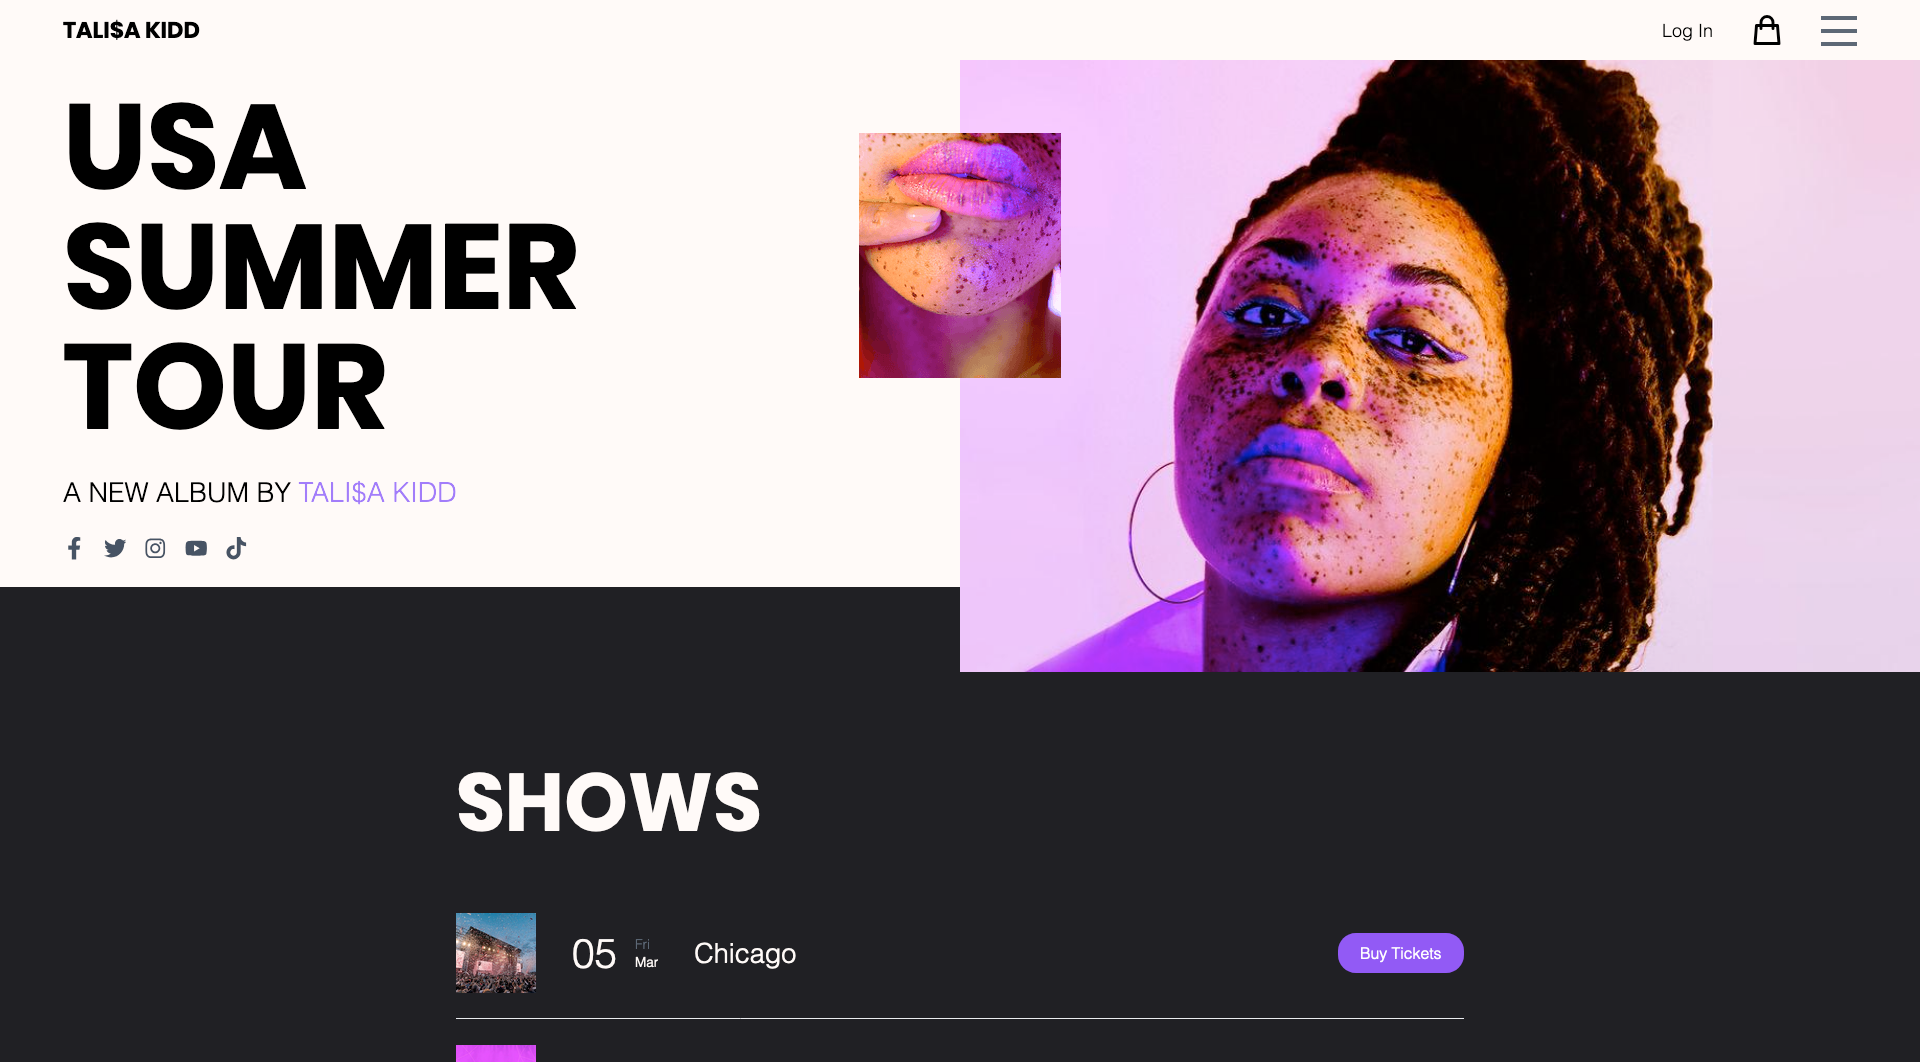 TALI$A KIDD
Log In
USA
SUMMER
TOUR
A NEW ALBUM BY TALI$A KIDD
SHOWS
05
Fri
Mar
Chicago
Buy Tickets